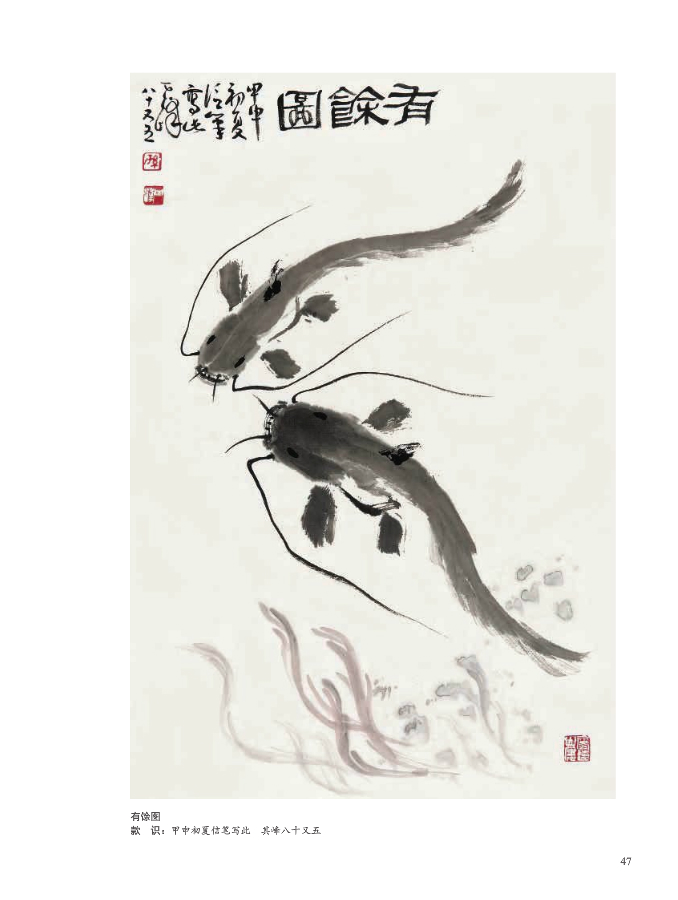 有餘圖
甲申
初夏
信筆
寫此
其峰
八十又五
有馀图
款　识：甲申初夏信笔写此　其峰八十又五
47